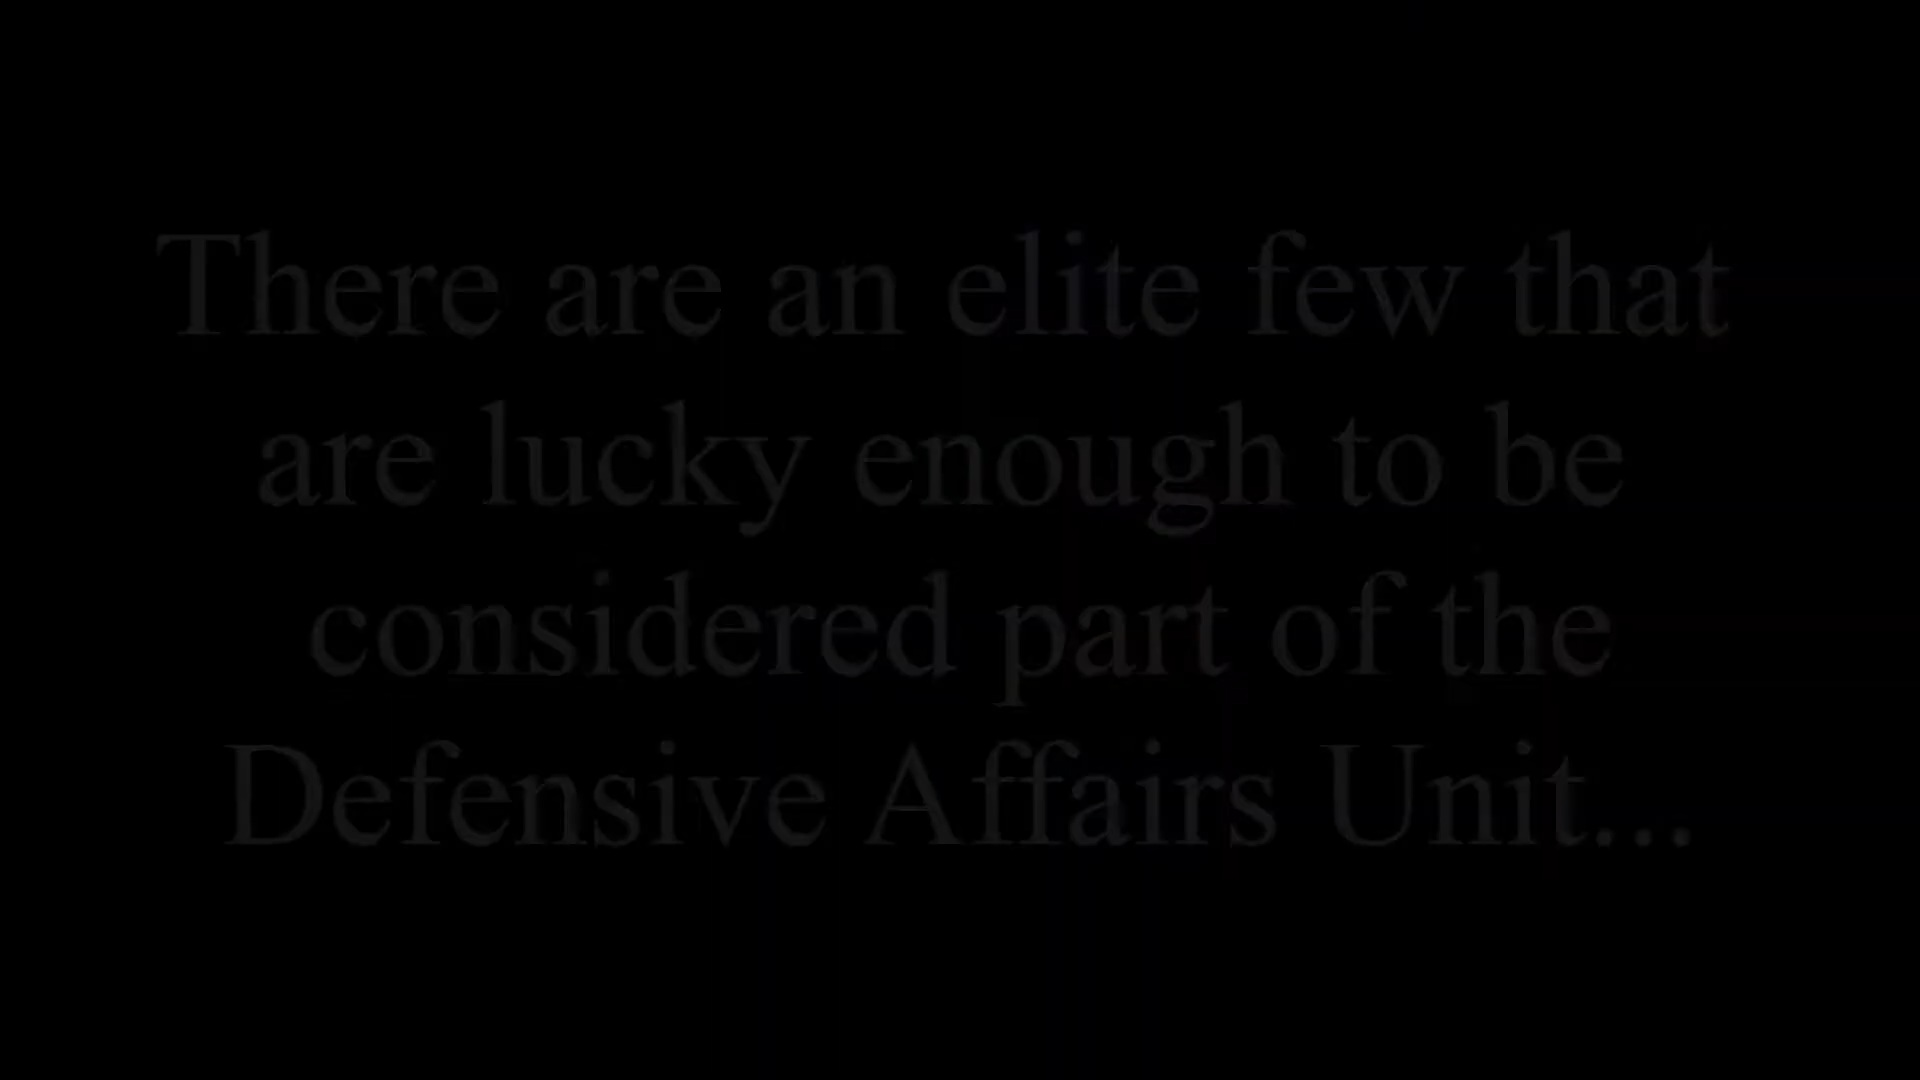 There are an elite few that
are lucky enough to be
considered part of the
Defensive Affairs Unit...